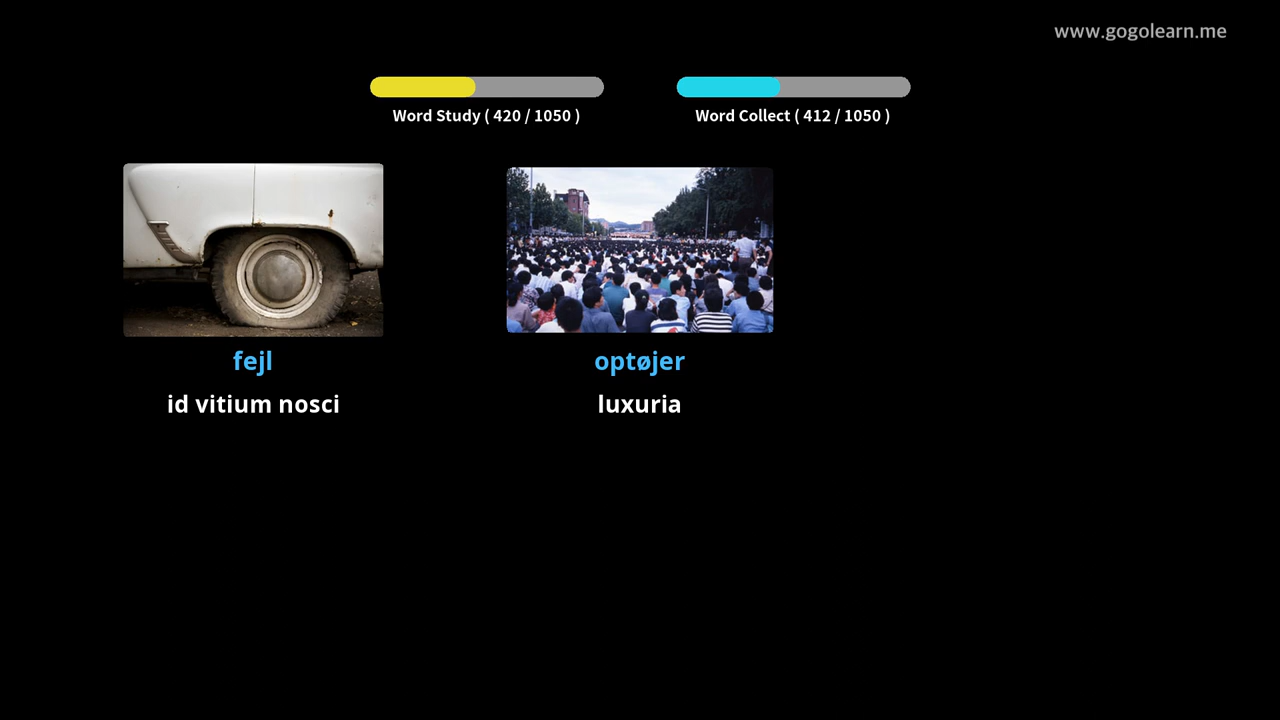 www.gogolearn.me
Word Study ( 420 / 1050 )
Word Collect ( 412 / 1050 )
fejl
id vitium nosci
optøjer
luxuria